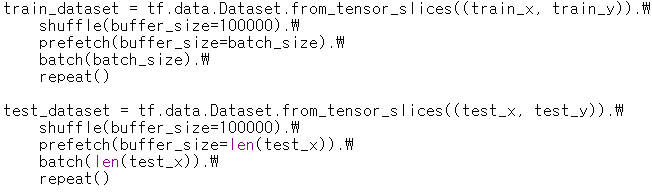 train_dataset = tf.data.Dataset.from_tensor_slices((train_x, train_y)).₩
    shuffle(buffer_size=100000).₩
    prefetch(buffer_size=batch_size).₩
    batch(batch_size).₩
    repeat()
test_dataset = tf.data.Dataset.from_tensor_slices((test_x, test_y)).₩
    shuffle(buffer_size=100000).₩
    prefetch(buffer_size=len(test_x)).₩
    batch(len(test_x)).₩
    repeat()